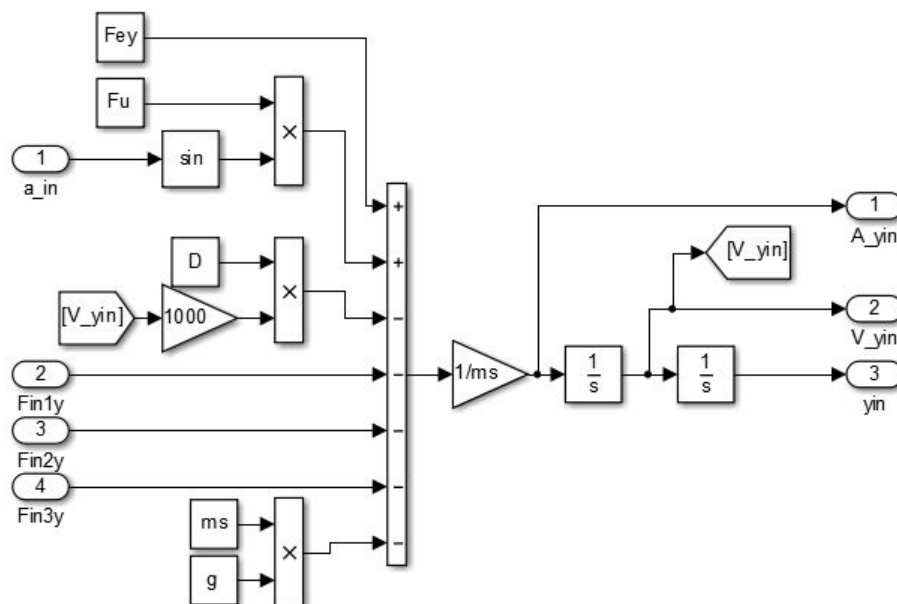 Fey
Fu
×
1
a_in
sin
+
+
−
−
−
−
−
D
×
[V_yin]
1000
2
Fin1y
3
Fin2y
4
Fin3y
ms
×
g
1/ms
1
s
1
s
1
A_yin
[V_yin]
2
V_yin
3
yin